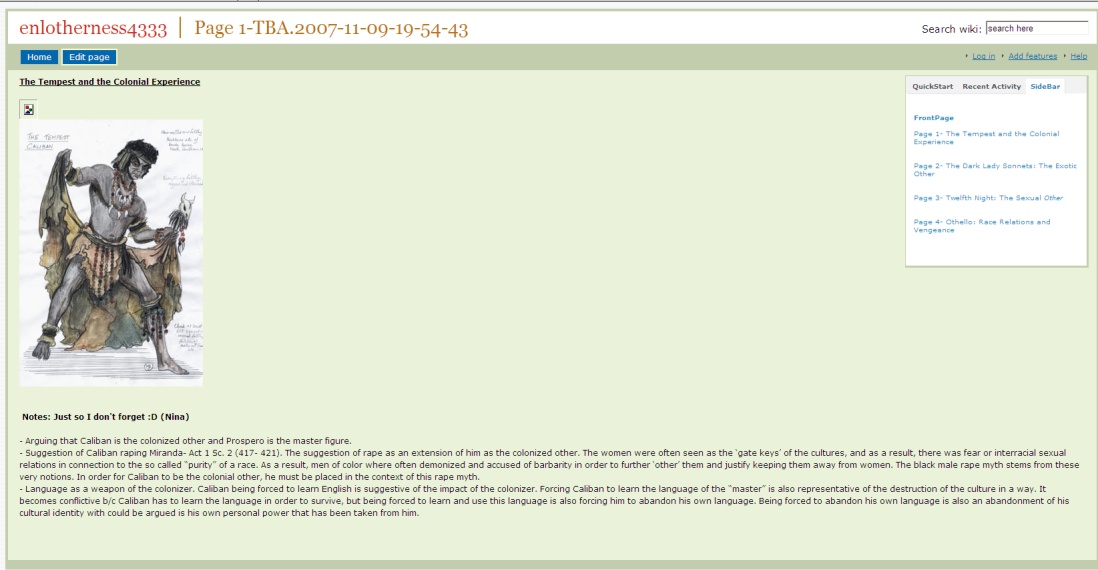 enlotherness4333 | Page 1-TBA.2007-11-09-19-54-43
Search wiki: search here
Home Edit page
Log in Add features Help
The Tempest and the Colonial Experience
QuickStart Recent Activity SideBar
FrontPage
Page 1- The Tempest and the Colonial
Experience
Page 2- The Dark Lady Sonnets: The Exotic
Other
Page 3- Twelfth Night: The Sexual Other
Page 4- Othello: Race Relations and
Vengeance
THE TEMPEST
CALIBAN
Notes: Just so I don't forget :D (Nina)
- Arguing that Caliban is the colonized other and Prospero is the master figure.
- Suggestion of Caliban raping Miranda- Act 1 Sc. 2 (417- 421). The suggestion of rape as an extension of him as the colonized other. The women were often seen as the 'gate keys' of the cultures, and as a result, there was fear or interracial sexual
relations in connection to the so called "purity" of a race. As a result, men of color where often demonized and accused of barbarity in order to further 'other' them and justify keeping them away from women. The black male rape myth stems from these
very notions. In order for Caliban to be the colonial other, he must be placed in the context of this rape myth.
- Language as a weapon of the colonizer. Caliban being forced to learn English is suggestive of the impact of the colonizer. Forcing Caliban to learn the language of the "master" is also representative of the destruction of the culture in a way. It
becomes conflictive b/c Caliban has to learn the language in order to survive, but being forced to learn and use this language is also forcing him to abandon his own language. Being forced to abandon his own language is also an abandonment of his
cultural identity with could be argued is his own personal power that has been taken from him.